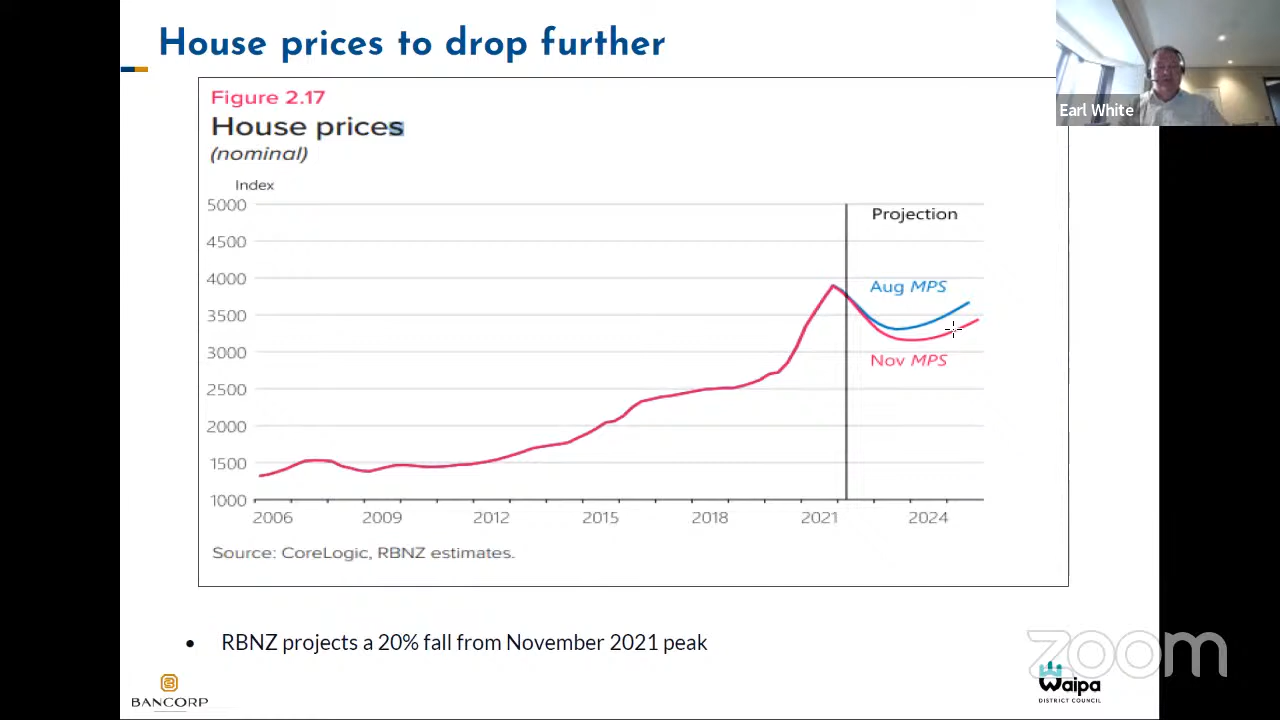 House prices to drop further
Earl White
Figure 2.17
House prices
(nominal)
Index
5000
4500
4000
3500
3000
2500
2000
1500
1000
Projection
Aug MPS
Nov MPS
2006 2009 2012 2015 2018 2021 2024
Source: CoreLogic, RBNZ estimates.
• RBNZ projects a 20% fall from November 2021 peak
zoom
BANCORP
Waipa
DISTRICT COUNCIL